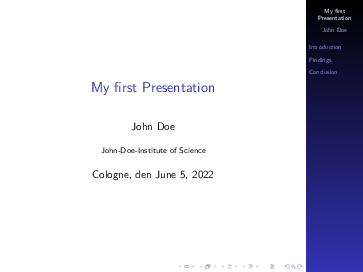 My first Presentation
John Doe
John-Doe-Institute of Science
Cologne, den June 5, 2022
My first
Presentation
John Doe
Introduction
Findings
Conclusion